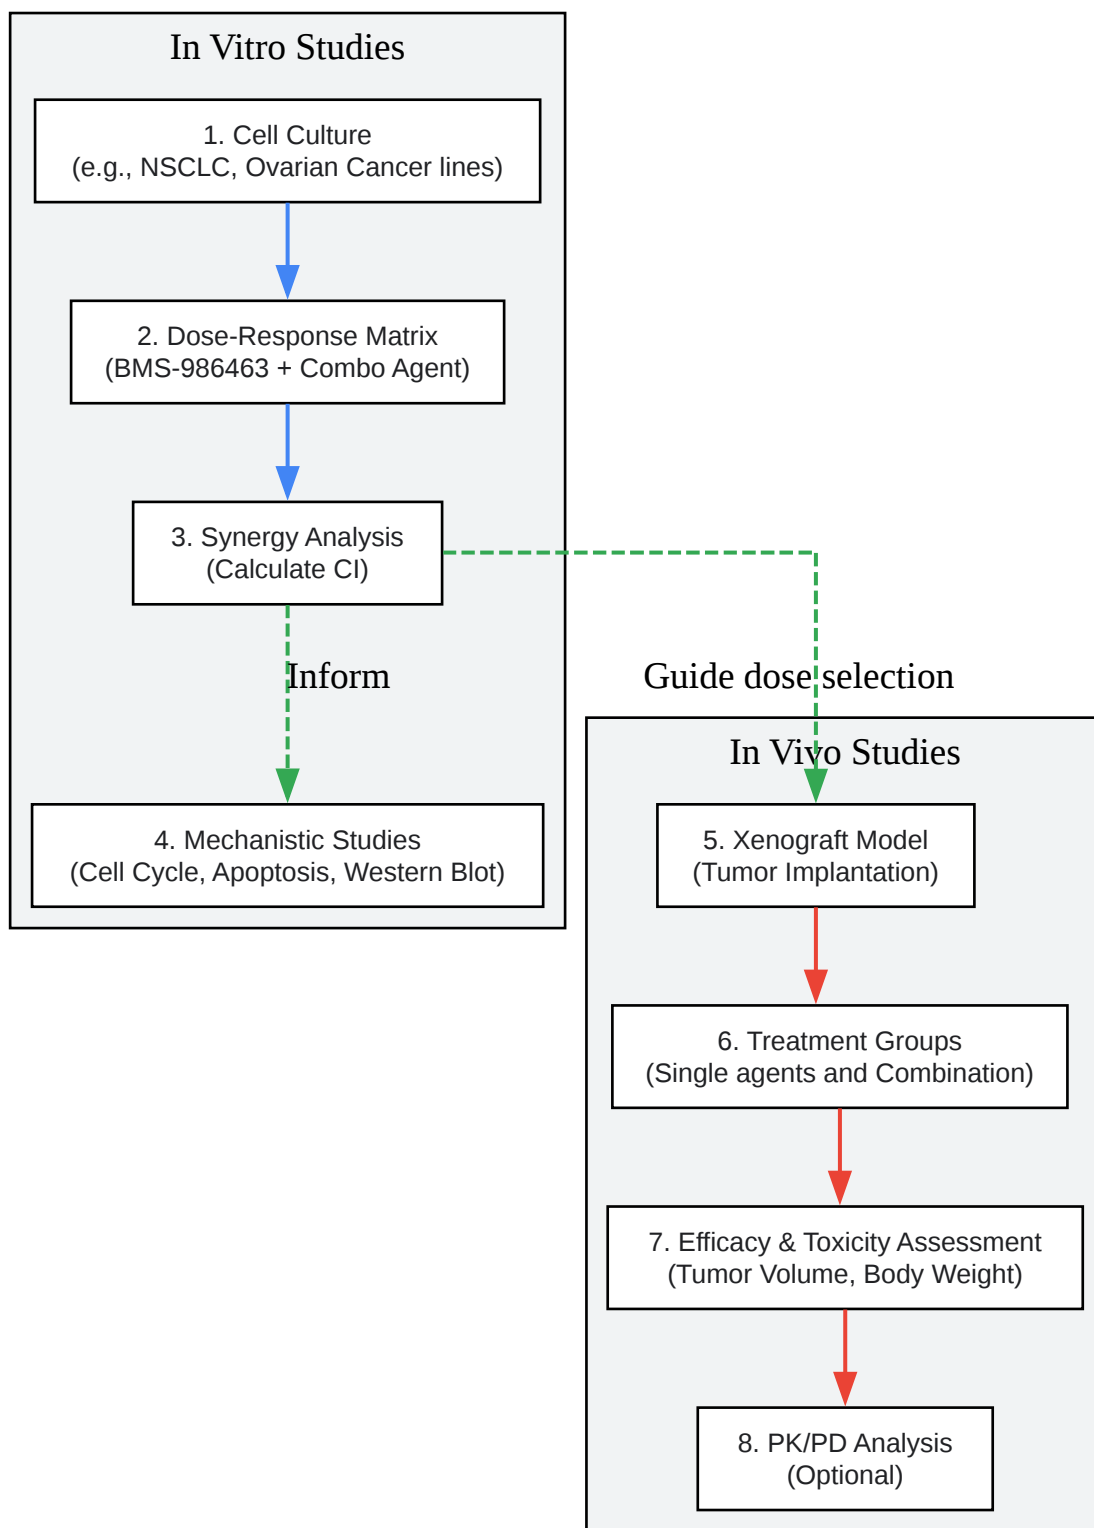 In Vitro Studies
1. Cell Culture
(e.g., NSCLC, Ovarian Cancer lines)
2. Dose-Response Matrix
(BMS-986463 + Combo Agent)
3. Synergy Analysis
(Calculate CI)
Inform
4. Mechanistic Studies
(Cell Cycle, Apoptosis, Western Blot)
Guide dose selection
In Vivo Studies
5. Xenograft Model
(Tumor Implantation)
6. Treatment Groups
(Single agents and Combination)
7. Efficacy & Toxicity Assessment
(Tumor Volume, Body Weight)
8. PK/PD Analysis
(Optional)